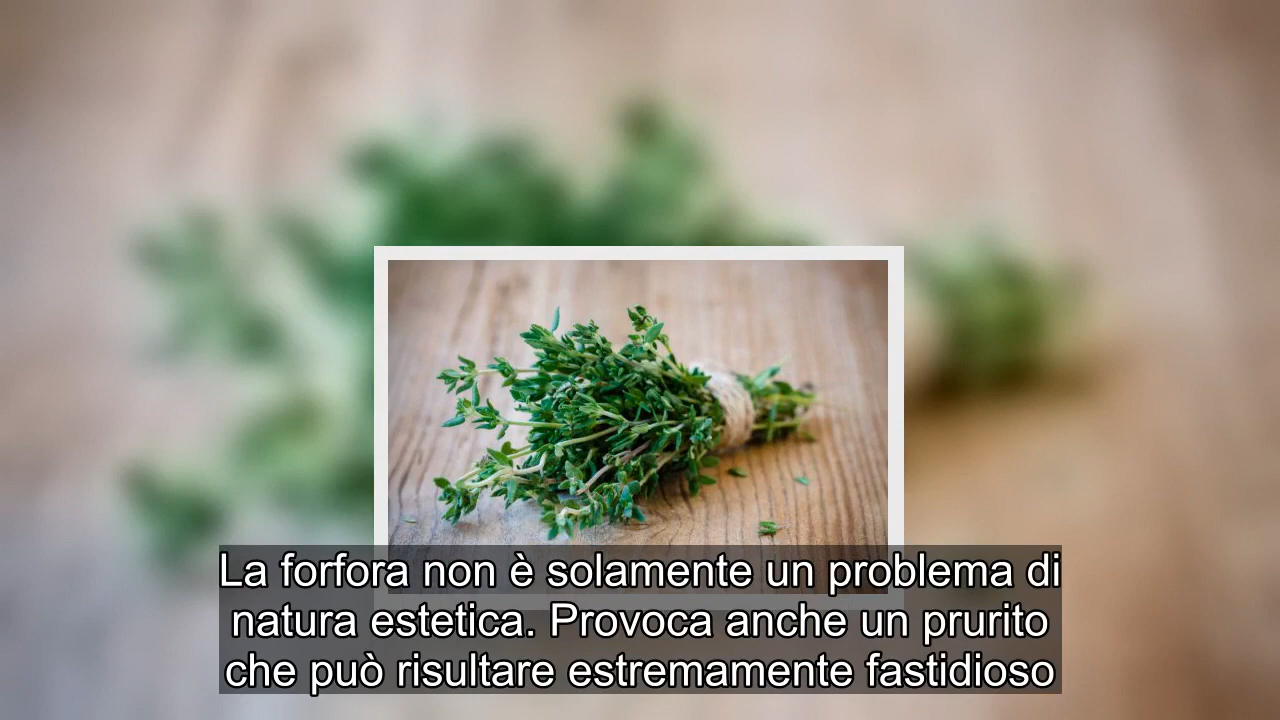 La forfora non è solamente un problema di
natura estetica. Provoca anche un prurito
che può risultare estremamente fastidioso